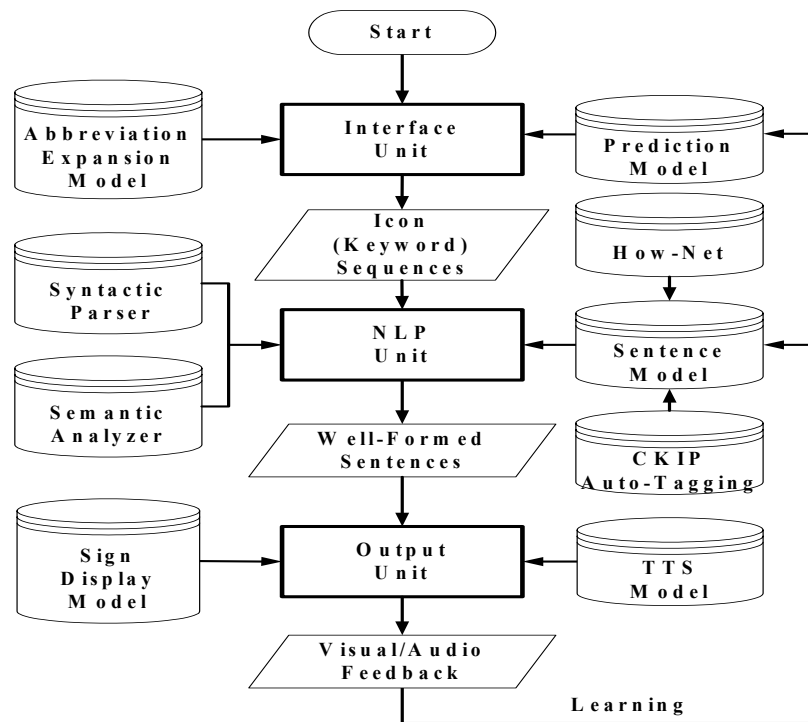 Start
Abbreviation
Expansion
Model
Interface
Unit
Prediction
Model
Icon
(Keyword)
Sequences
How-Net
Syntactic
Parser
NLP
Unit
Sentence
Model
Semantic
Analyzer
Well-Formed
Sentences
CKIP
Auto-Tagging
Sign
Display
Model
Output
Unit
TTS
Model
Visual/Audio
Feedback
Learning